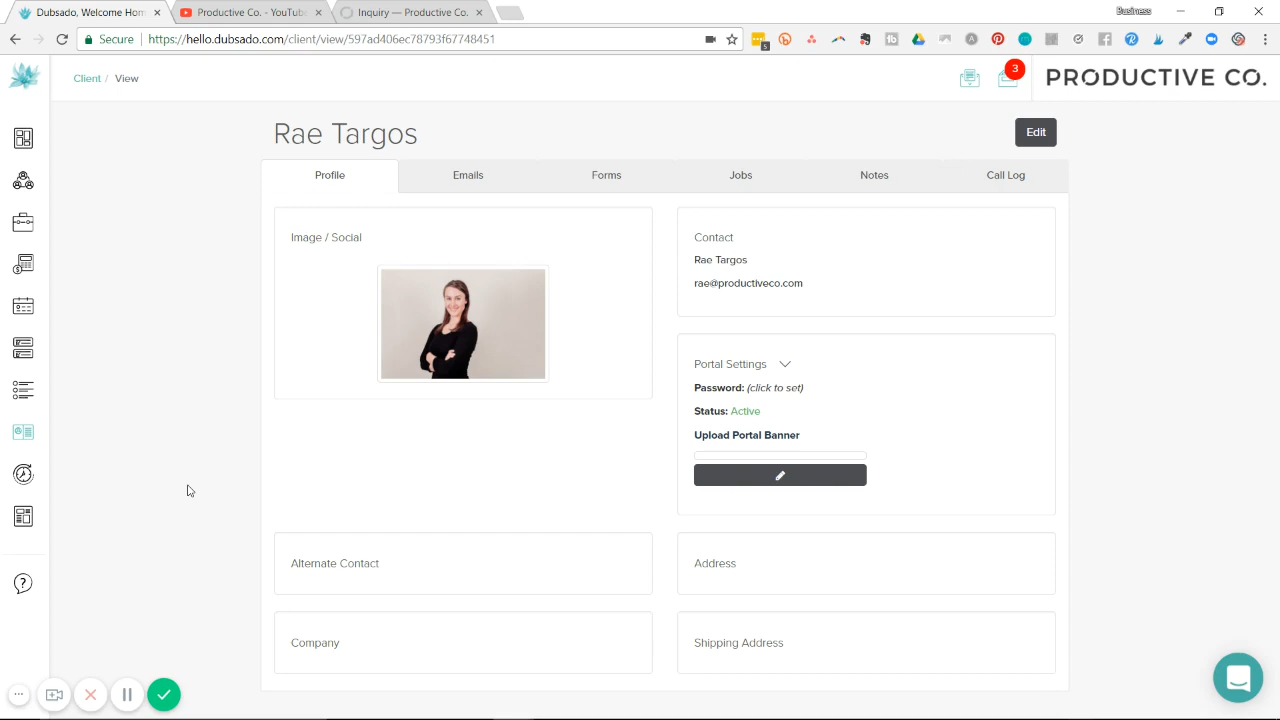 Dubsado, Welcome Hom
Productive Co. - YouTube
Inquiry — Productive Co.
Business
Secure
https://hello.dubsado.com/client/view/597ad406ec78793f67748451
5
Client / View
3
PRODUCTIVE CO.
Rae Targos
Edit
Profile
Emails
Forms
Jobs
Notes
Call Log
Image / Social
Contact
Rae Targos
rae@productiveco.com
Portal Settings
Password: (click to set)
Status: Active
Upload Portal Banner
Alternate Contact
Address
Company
Shipping Address